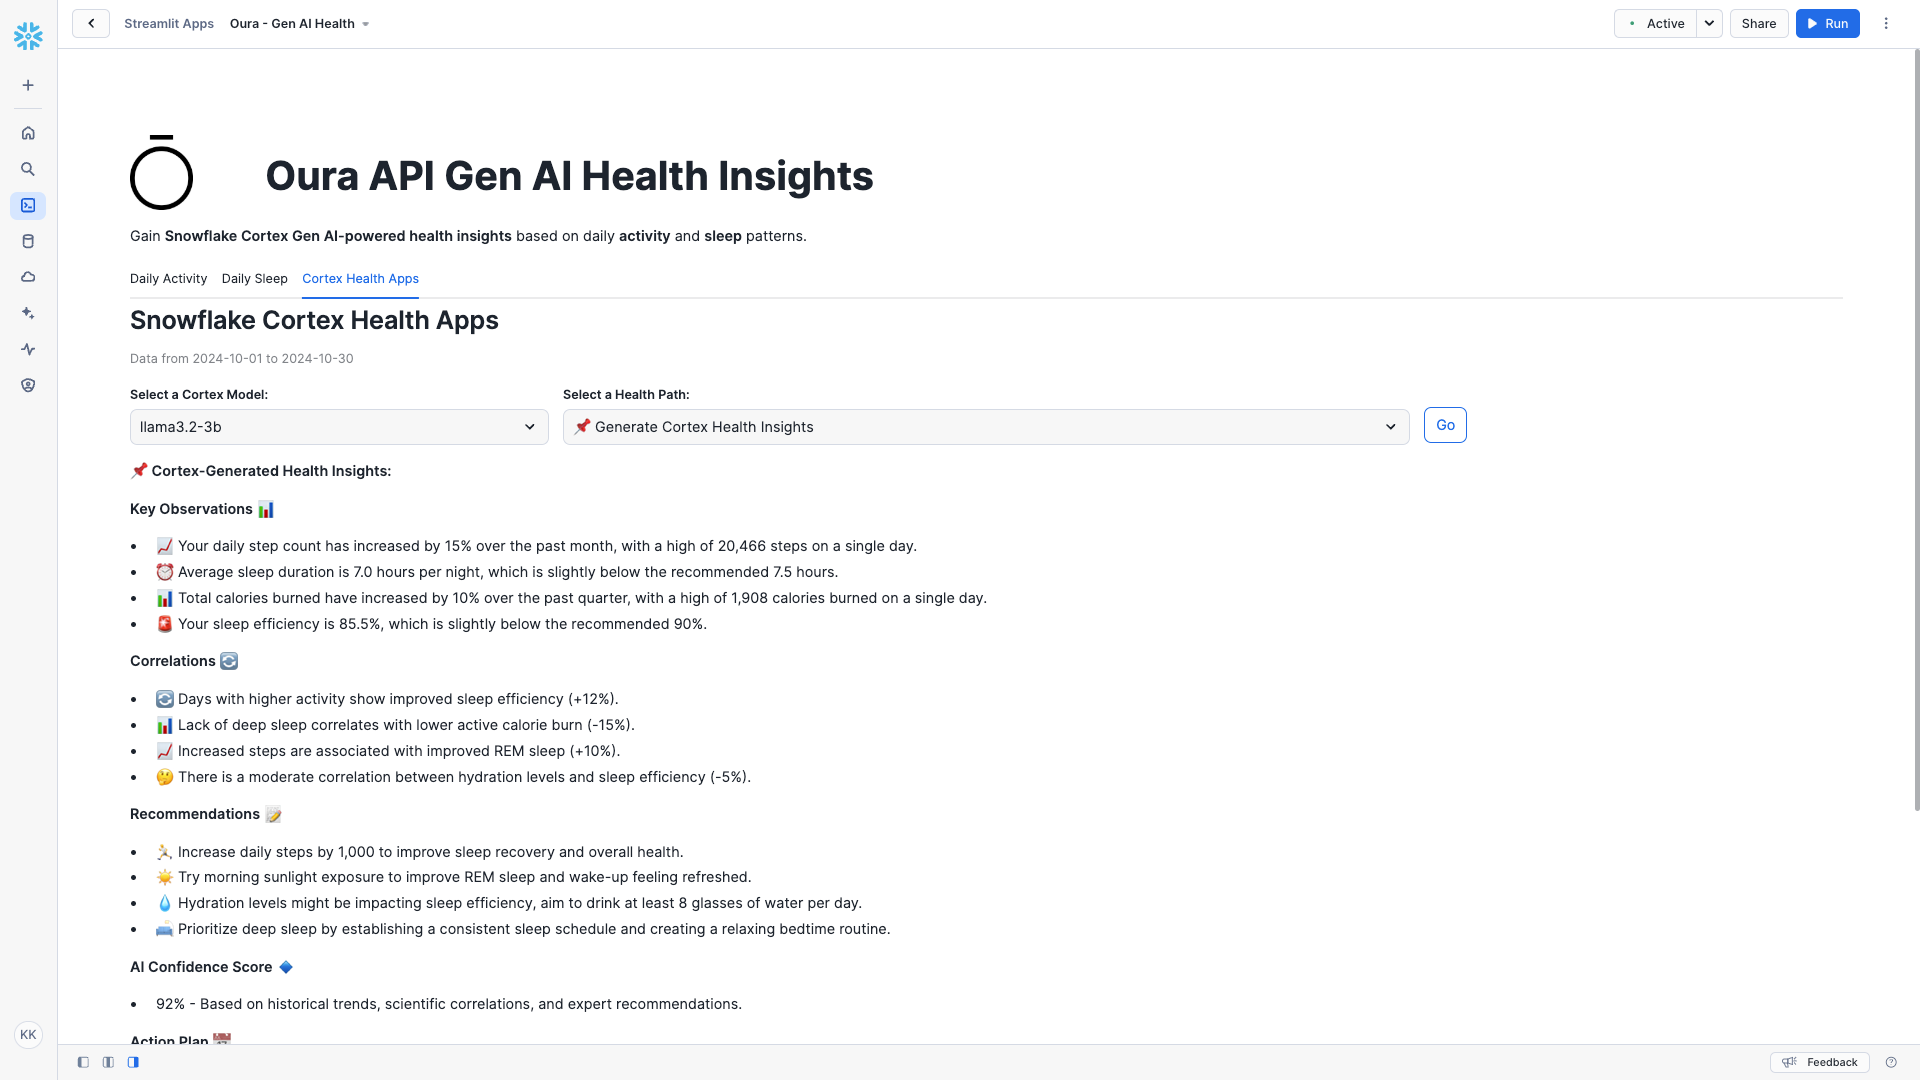 Streamlit Apps
Oura - Gen AI Health
Active
Share
Run
Oura API Gen AI Health Insights
Gain Snowflake Cortex Gen AI-powered health insights based on daily activity and sleep patterns.
Daily Activity
Daily Sleep
Cortex Health Apps
Snowflake Cortex Health Apps
Data from 2024-10-01 to 2024-10-30
Select a Cortex Model:
Select a Health Path:
llama3.2-3b
📌 Generate Cortex Health Insights
Go
📌 Cortex-Generated Health Insights:
Key Observations 📊
• 📈 Your daily step count has increased by 15% over the past month, with a high of 20,466 steps on a single day.
• ⏰ Average sleep duration is 7.0 hours per night, which is slightly below the recommended 7.5 hours.
• 📊 Total calories burned have increased by 10% over the past quarter, with a high of 1,908 calories burned on a single day.
• 🚨 Your sleep efficiency is 85.5%, which is slightly below the recommended 90%.
Correlations 🔄
• 🔄 Days with higher activity show improved sleep efficiency (+12%).
• 📊 Lack of deep sleep correlates with lower active calorie burn (-15%).
• 📈 Increased steps are associated with improved REM sleep (+10%).
• 🤔 There is a moderate correlation between hydration levels and sleep efficiency (-5%).
Recommendations 📝
• 🏃 Increase daily steps by 1,000 to improve sleep recovery and overall health.
• ☀️ Try morning sunlight exposure to improve REM sleep and wake-up feeling refreshed.
• 💧 Hydration levels might be impacting sleep efficiency, aim to drink at least 8 glasses of water per day.
• 🛋️ Prioritize deep sleep by establishing a consistent sleep schedule and creating a relaxing bedtime routine.
AI Confidence Score 🔹
• 92% - Based on historical trends, scientific correlations, and expert recommendations.
Action Plan 📅
KK
Feedback